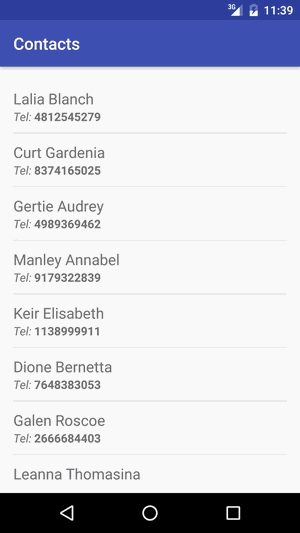 3G 11:39
Contacts
Lalia Blanch
Tel: 4812545279
Curt Gardenia
Tel: 8374165025
Gertie Audrey
Tel: 4989369462
Manley Annabel
Tel: 9179322839
Keir Elisabeth
Tel: 1138999911
Dione Bernetta
Tel: 7648383053
Galen Roscoe
Tel: 2666684403
Leanna Thomasina